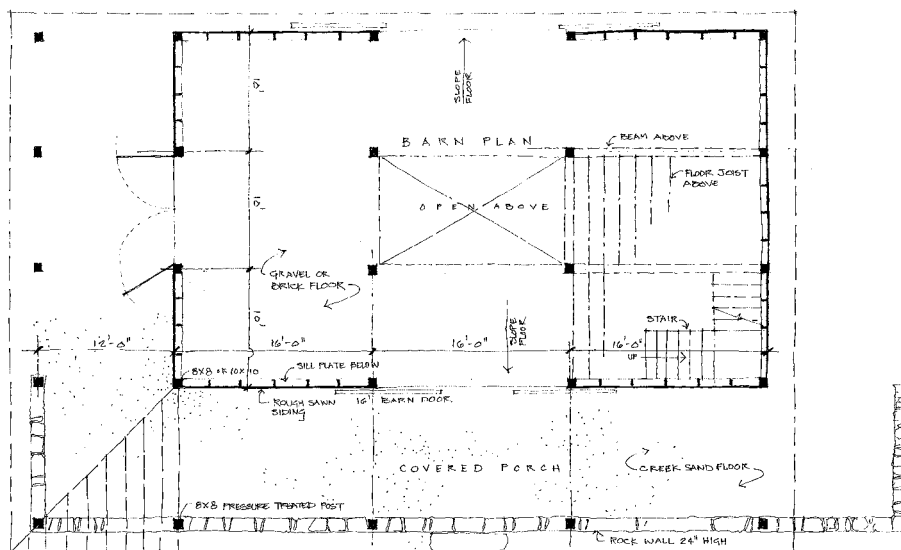 SLOPE
FLOOR
BARN PLAN
BEAM ABOVE
FLOOR JOIST
ABOVE
OPEN ABOVE
GRAVEL OR
BRICK FLOOR
SLOPE
FLOOR
STAIR
UP
12'-0"
16'-0"
16'-0"
16'-0"
8X8 OR 10X10
SILL PLATE BELOW
ROUGH SAWN
SIDING
16' BARN DOOR
COVERED PORCH
CREEK SAND FLOOR
8X8 PRESSURE TREATED POST
ROCK WALL 24" HIGH